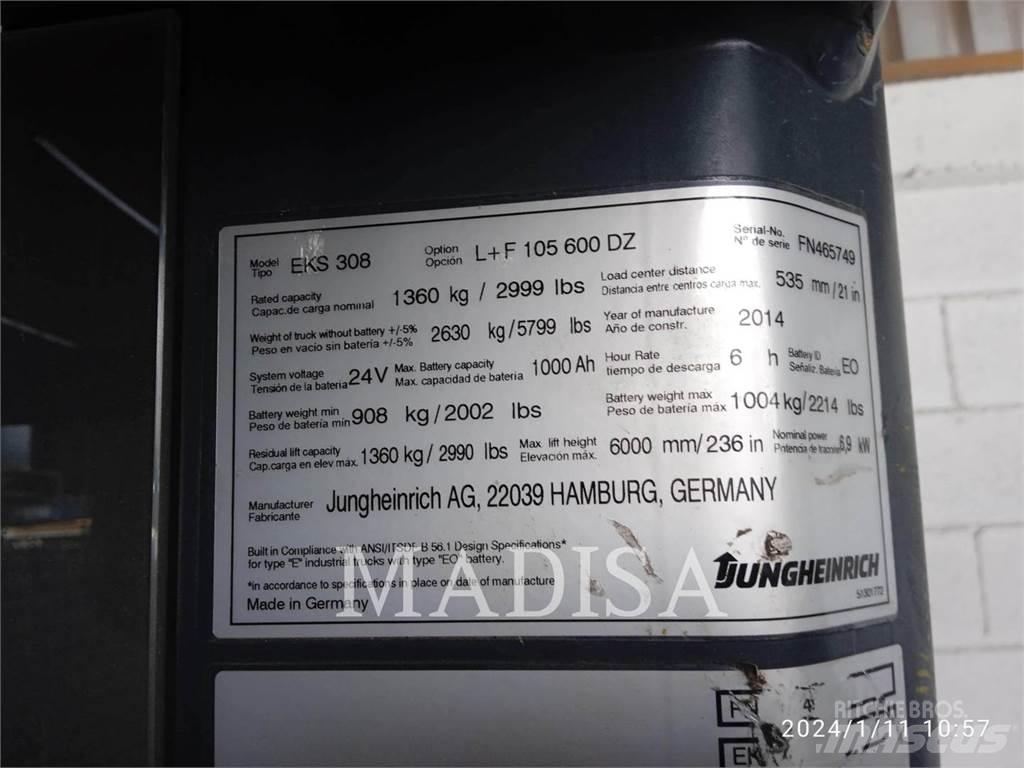 Model EKS 308 Option L+F 105 600 DZ Serial-No. FN465749
Tipo Opción Nº de serie
Rated capacity 1360 kg / 2999 lbs Load center distance 535 mm/21 in
Capac.de carga nominal Distancia entre centros carga max.
Weight of truck without battery +/-5% 2630 kg/5799 lbs Year of manufacture 2014
Peso en vacío sin batería +/-5% Año de constr.
System voltage 24V Max. Battery capacity 1000 Ah Hour Rate 6 h Battery ID EO
Tensión de la batería Max. capacidad de batería tiempo de descarga Señaliz. Batería
Battery weight min 908 kg/2002 lbs Battery weight max 1004 kg/2214 lbs
Peso de batería min Peso de batería máx
Residual lift capacity 1360 kg/ 2990 lbs Max. lift height 6000 mm/236 in Nominal power 6,9 kW
Cap.carga en elev máx. Elevación máx. Potencia de
Manufacturer Jungheinrich AG, 22039 HAMBURG, GERMANY
Fabricante
Built in Compliance with ANSI/ITSDF B 56.1 Design Specifications*
for type "E" industrial trucks with type "EO" battery.
*in accordance to specifications in place on date of manufacture
Made in Germany
JUNGHEINRICH
51301772
MADISA
EK
RITCHIE BROS.
Mascus
2024/1/11 10:57